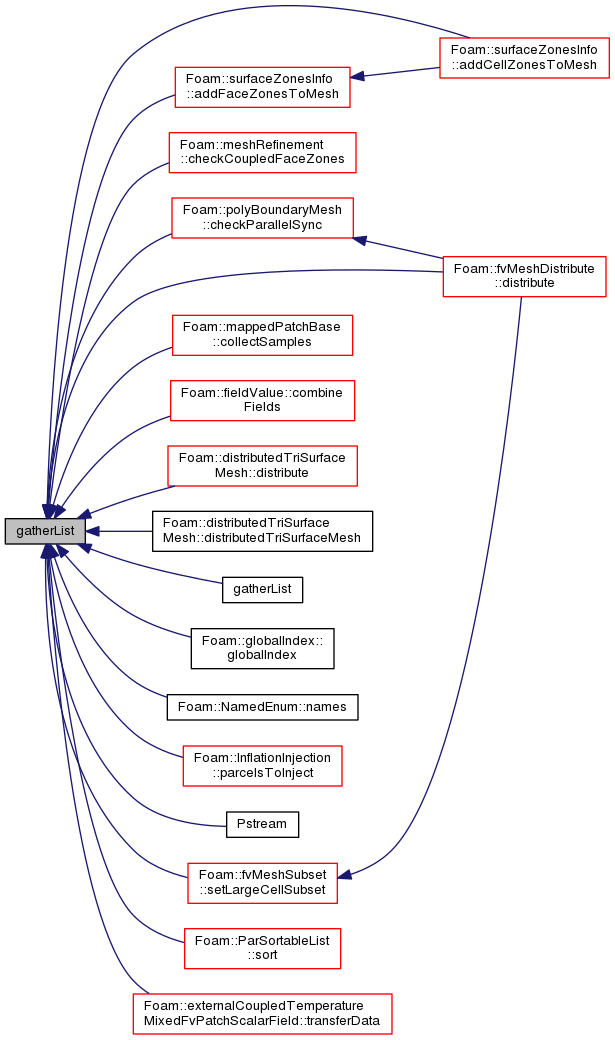 Foam::surfaceZonesInfo
::addCellZonesToMesh
Foam::surfaceZonesInfo
::addFaceZonesToMesh
Foam::meshRefinement
::checkCoupledFaceZones
Foam::polyBoundaryMesh
::checkParallelSync
Foam::fvMeshDistribute
::distribute
Foam::mappedPatchBase
::collectSamples
Foam::fieldValue::combine
Fields
Foam::distributedTriSurface
Mesh::distribute
gatherList
Foam::distributedTriSurface
Mesh::distributedTriSurfaceMesh
gatherList
Foam::globalIndex::
globalIndex
Foam::NamedEnum::names
Foam::InflationInjection
::parcelsToInject
Pstream
Foam::fvMeshSubset
::setLargeCellSubset
Foam::ParSortableList
::sort
Foam::externalCoupledTemperature
MixedFvPatchScalarField::transferData